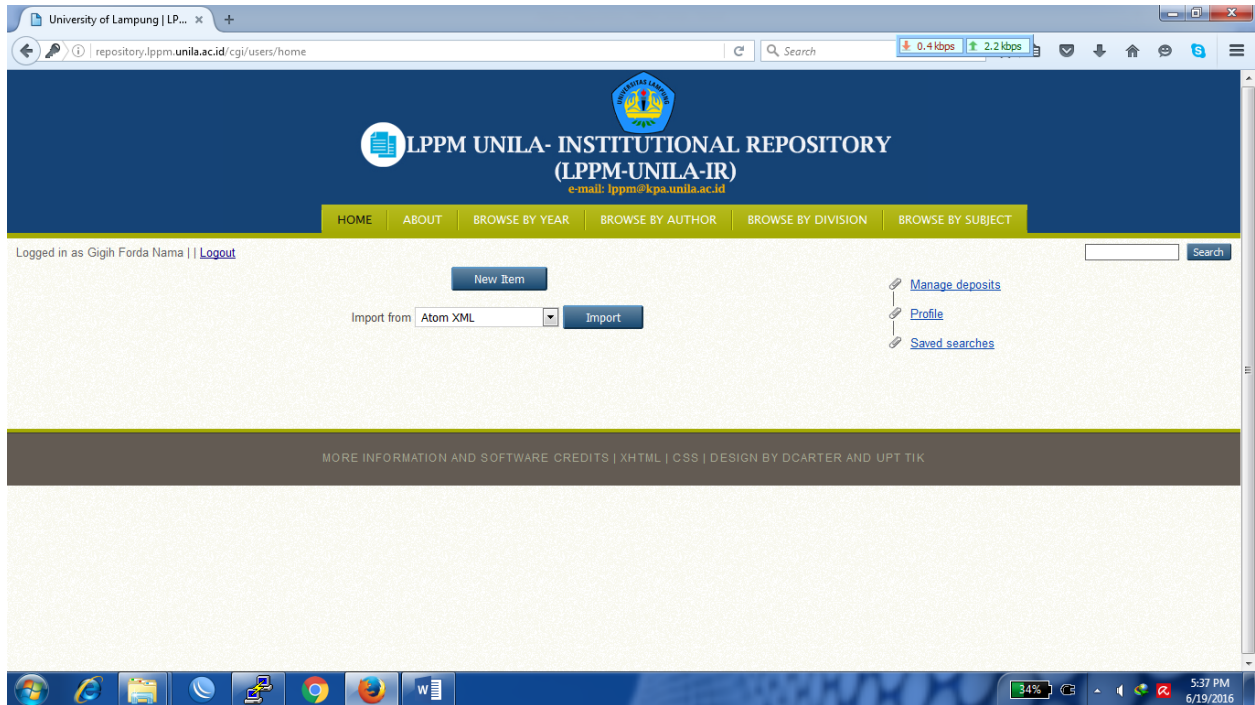 University of Lampung | LP...
repository.lppm.unila.ac.id/cgi/users/home
Search
0.4 kbps 2.2 kbps
UNIVERSITAS LAMPUNG
LPPM UNILA- INSTITUTIONAL REPOSITORY
(LPPM-UNILA-IR)
e-mail: lppm@kpa.unila.ac.id
HOME ABOUT BROWSE BY YEAR BROWSE BY AUTHOR BROWSE BY DIVISION BROWSE BY SUBJECT
Logged in as Gigih Forda Nama | | Logout
Search
New Item
Manage deposits
Import from Atom XML Import
Profile
Saved searches
MORE INFORMATION AND SOFTWARE CREDITS | XHTML | CSS | DESIGN BY DCARTER AND UPT TIK
34%
5:37 PM
6/19/2016